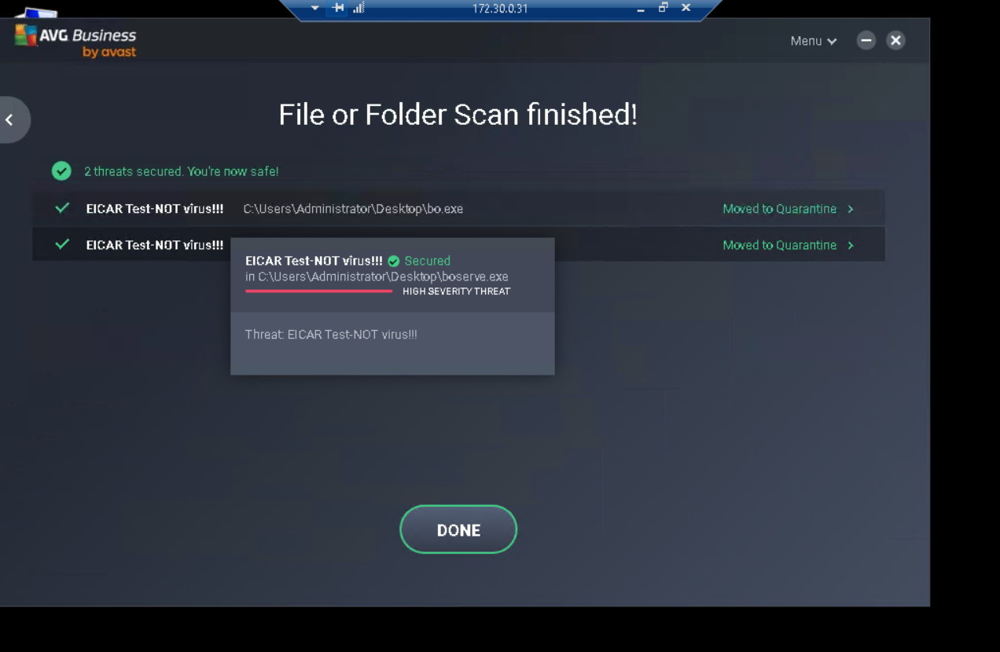 172.30.0.31
AVG Business
by avast
Menu
File or Folder Scan finished!
2 threats secured. You're now safe!
EICAR Test-NOT virus!!! C:\Users\Administrator\Desktop\bo.exe Moved to Quarantine
EICAR Test-NOT virus!!! Moved to Quarantine
EICAR Test-NOT virus!!! Secured
in C:\Users\Administrator\Desktop\boserve.exe
HIGH SEVERITY THREAT
Threat: EICAR Test-NOT virus!!!
DONE